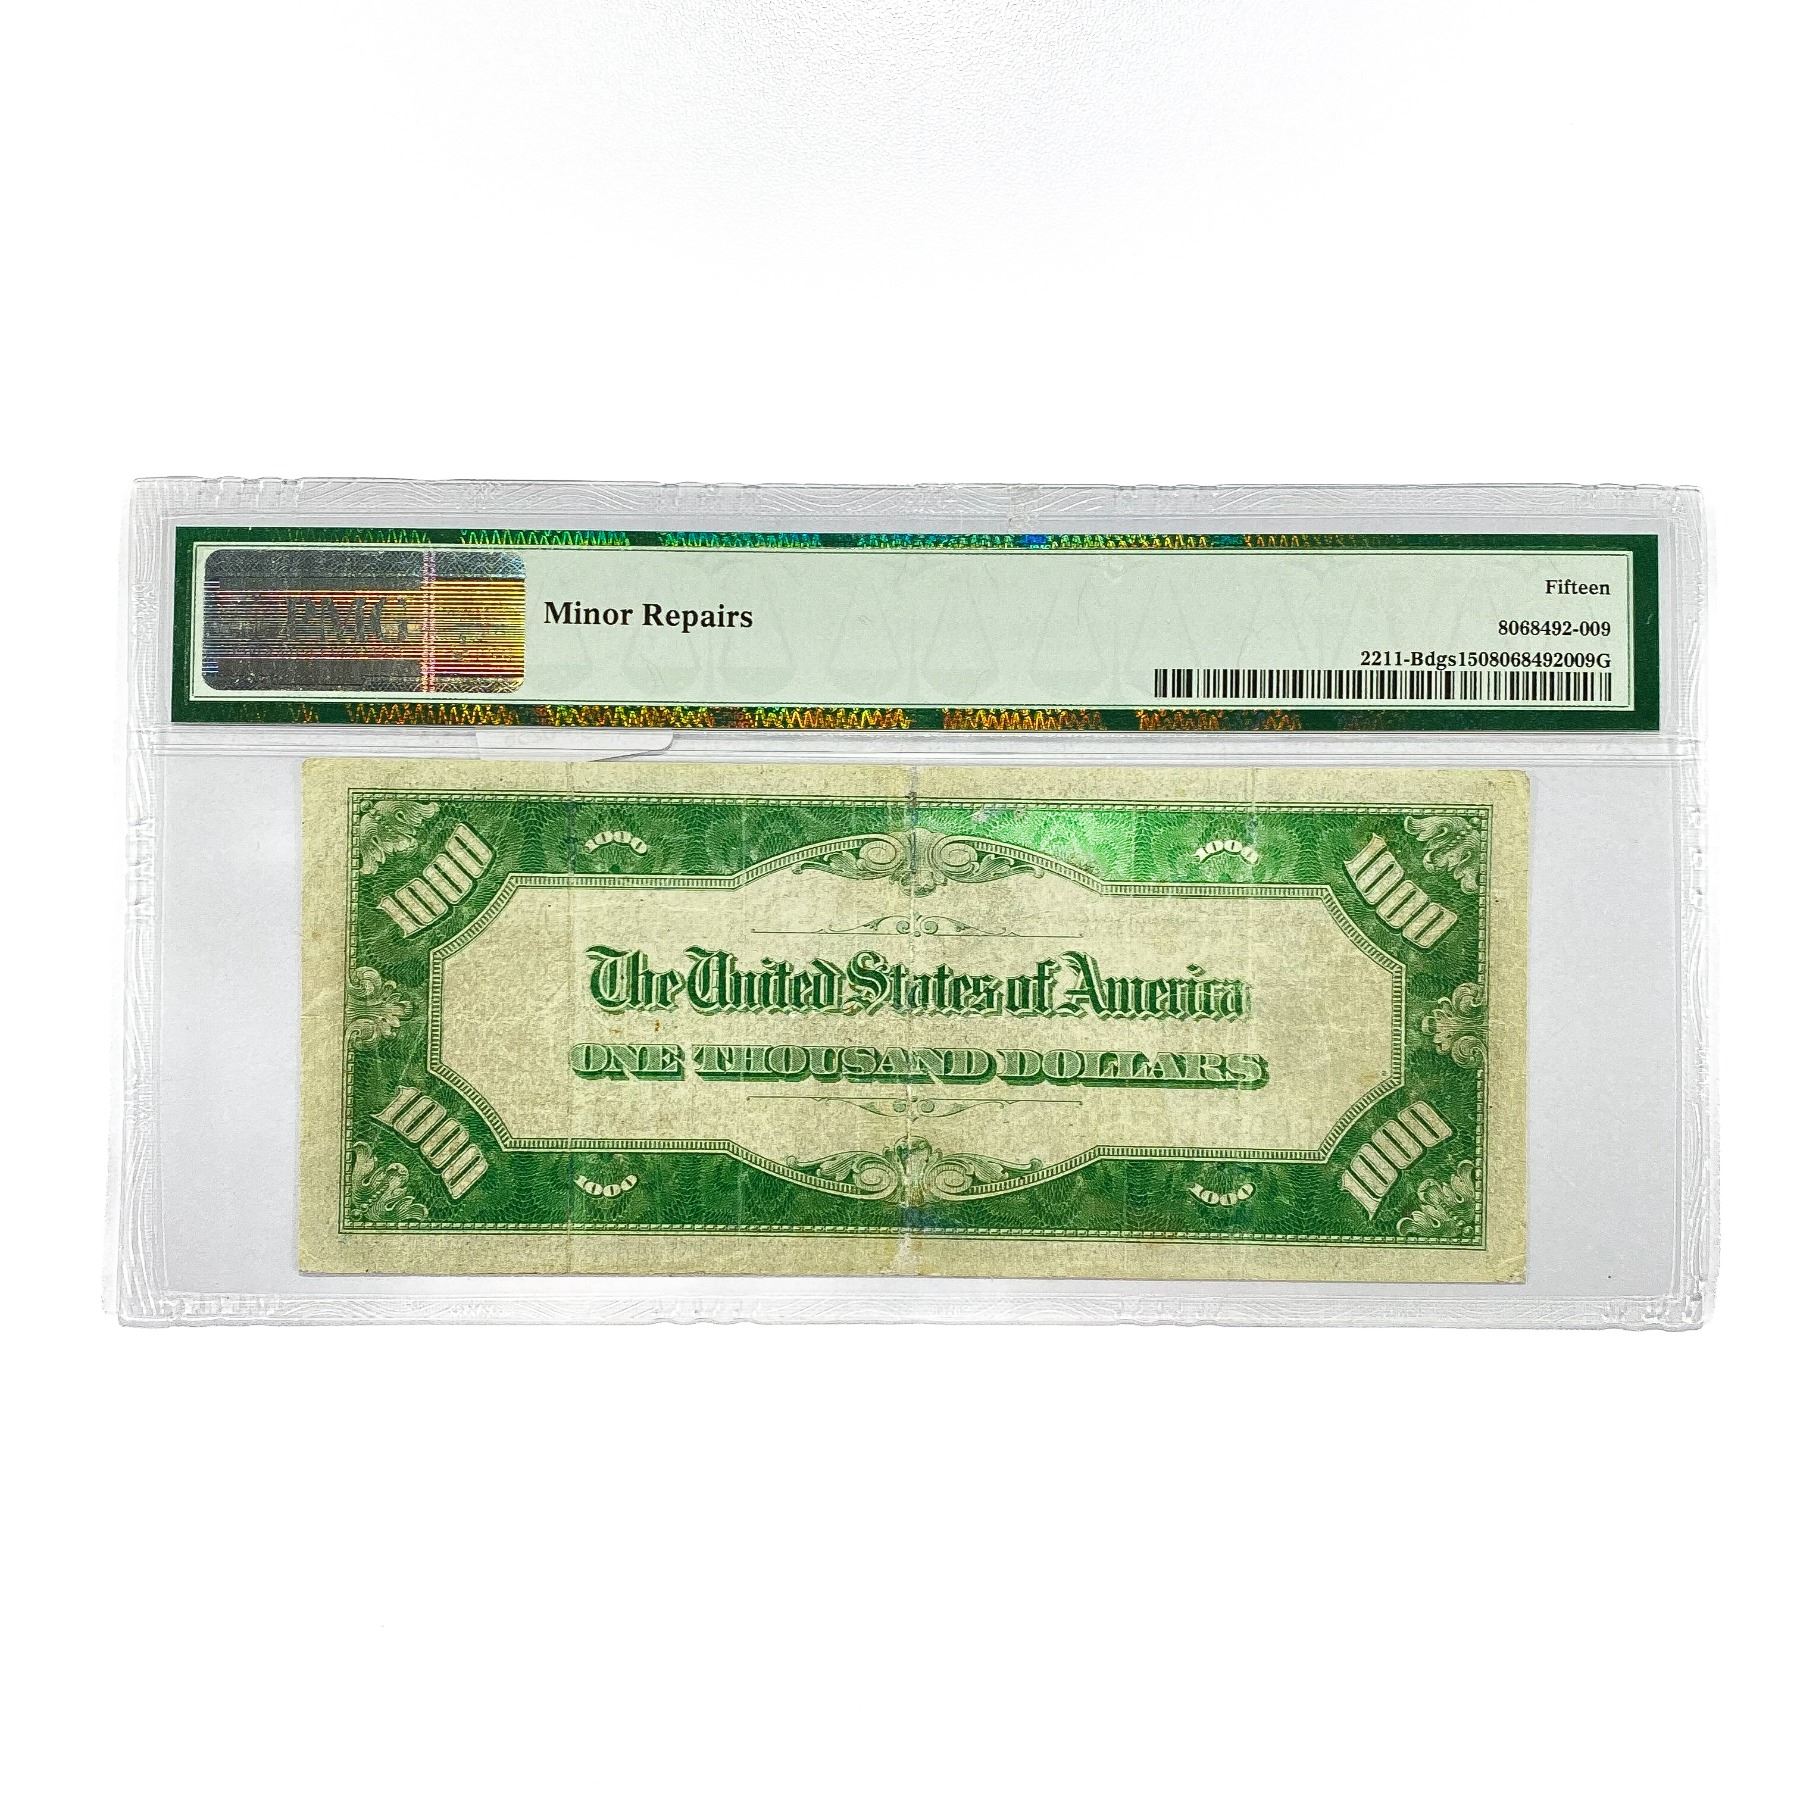 PMG
Minor Repairs
Fifteen
8068492-009
2211-Bdgs1508068492009G
1000 1000 1000 1000
The United States of America
ONE THOUSAND DOLLARS
1000 1000 1000 1000